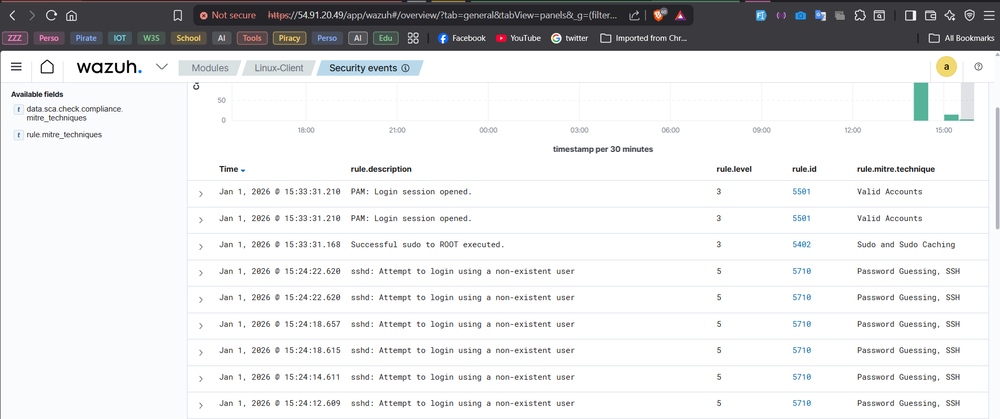 Not secure https://54.91.20.49/app/wazuh#/overview/?tab=general&tabView=panels&_g=(filter... 60
ZZZ Perso Pirate IOT W3S School AI Tools Piracy Perso AI Edu Facebook YouTube twitter Imported from Chr... All Bookmarks
wazuh. Modules Linux-Client Security events a
Available fields
t data.sca.check.compliance.
mitre_techniques
t rule.mitre_techniques
50
0
18:00 21:00 00:00 03:00 06:00 09:00 12:00 15:00
timestamp per 30 minutes
Time rule.description rule.level rule.id rule.mitre.technique
Jan 1, 2026 @ 15:33:31.210 PAM: Login session opened. 3 5501 Valid Accounts
Jan 1, 2026 @ 15:33:31.210 PAM: Login session opened. 3 5501 Valid Accounts
Jan 1, 2026 @ 15:33:31.168 Successful sudo to ROOT executed. 3 5402 Sudo and Sudo Caching
Jan 1, 2026 @ 15:24:22.620 sshd: Attempt to login using a non-existent user 5 5710 Password Guessing, SSH
Jan 1, 2026 @ 15:24:22.620 sshd: Attempt to login using a non-existent user 5 5710 Password Guessing, SSH
Jan 1, 2026 @ 15:24:18.657 sshd: Attempt to login using a non-existent user 5 5710 Password Guessing, SSH
Jan 1, 2026 @ 15:24:18.615 sshd: Attempt to login using a non-existent user 5 5710 Password Guessing, SSH
Jan 1, 2026 @ 15:24:14.611 sshd: Attempt to login using a non-existent user 5 5710 Password Guessing, SSH
Jan 1, 2026 @ 15:24:12.609 sshd: Attempt to login using a non-existent user 5 5710 Password Guessing, SSH